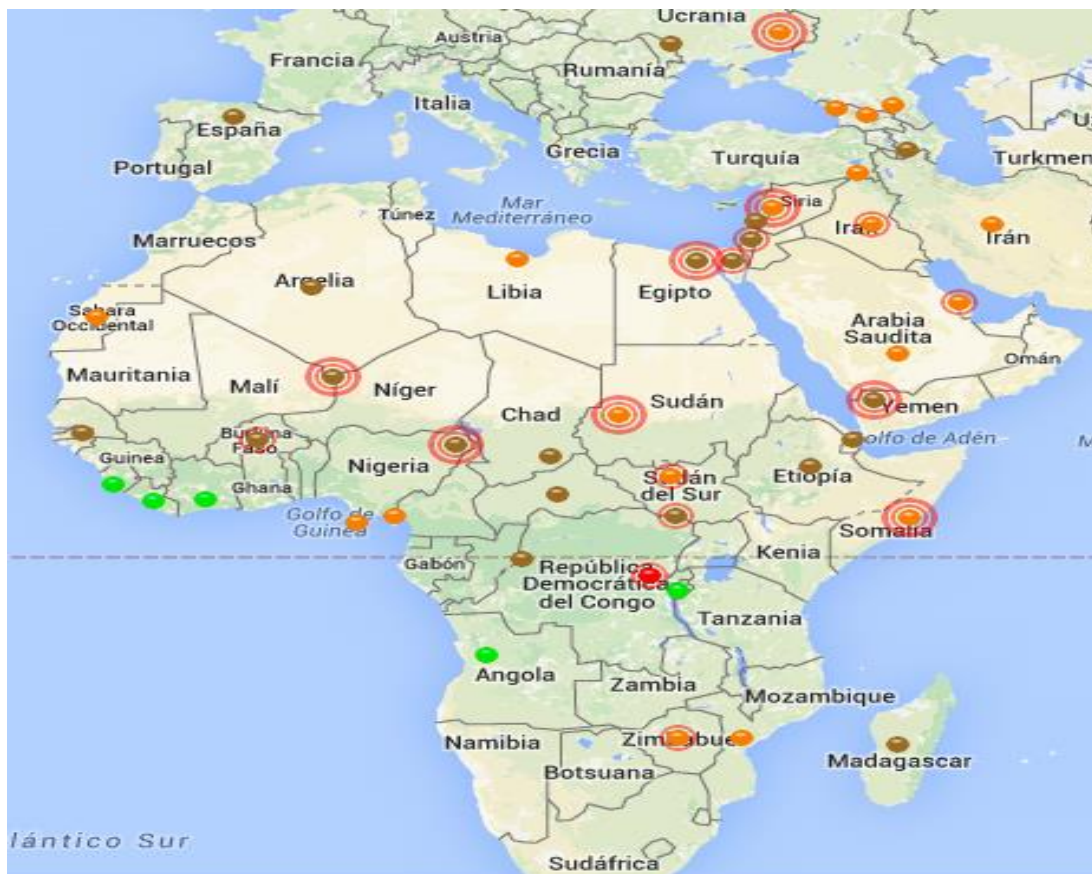 Ucrania
Austria
Francia
Rumanía
Italia
España
Portugal
Grecia
Turquía
Turkmen
Mar
Mediterráneo
Túnez
Siria
Marruecos
Irak
Irán
Argelia
Libia
Egipto
Sahara
Occidental
Arabia
Saudita
Omán
Mauritania
Malí
Níger
Chad
Sudán
Yemen
Golfo de Adén
Burkina
Faso
Guinea
Nigeria
Ghana
Etiopía
Sudán
del Sur
Golfo de
Guinea
Somalia
Kenia
Gabón
República
Democrática
del Congo
Tanzania
Angola
Zambia
Mozambique
Namibia
Zimbabue
Botsuana
Madagascar
lántico Sur
Sudáfrica